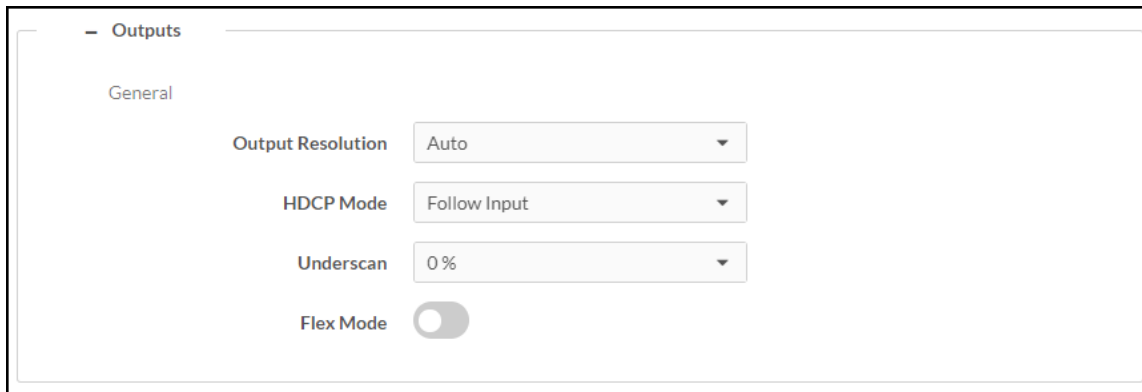 – Outputs
General
Output Resolution Auto
HDCP Mode Follow Input
Underscan 0 %
Flex Mode